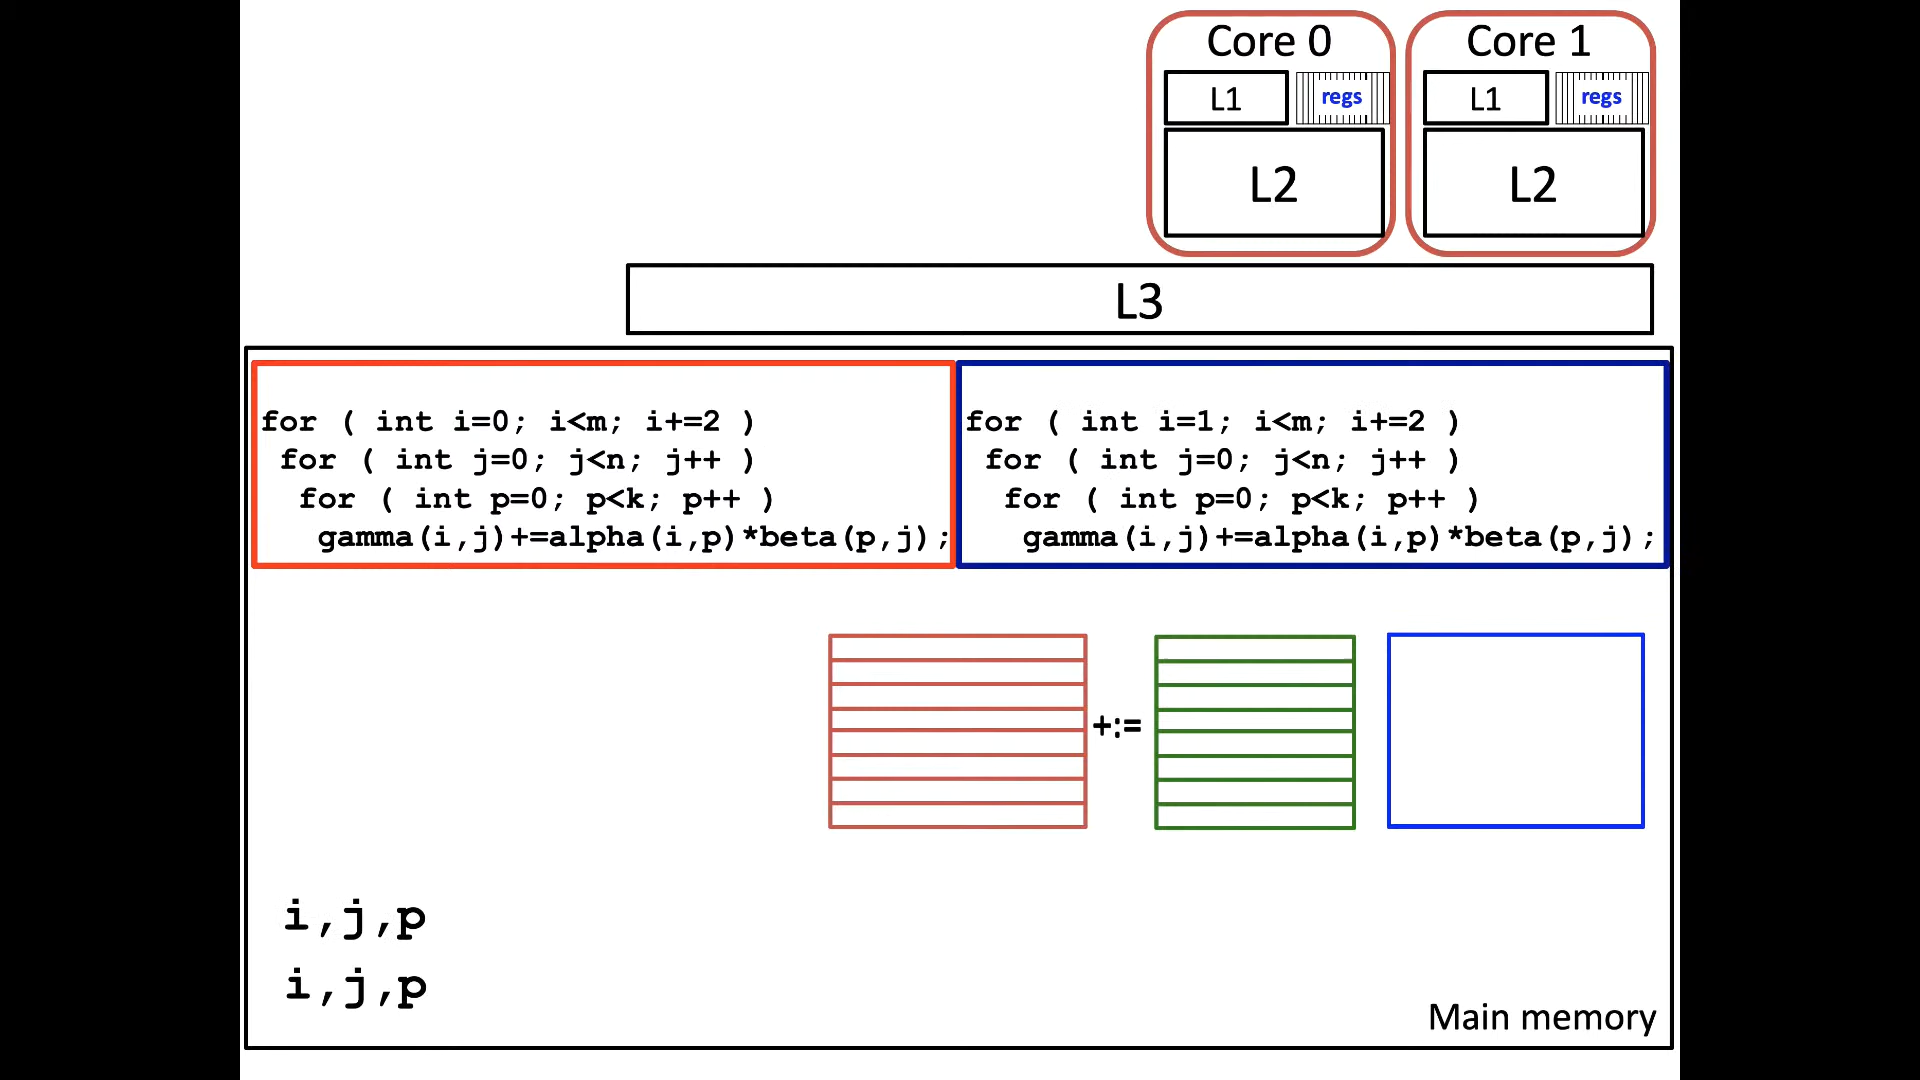 Core 0
L1
regs
L2
Core 1
L1
regs
L2
L3
for ( int i=0; i<m; i+=2 )
for ( int j=0; j<n; j++ )
for ( int p=0; p<k; p++ )
gamma(i,j)+=alpha(i,p)*beta(p,j);
for ( int i=1; i<m; i+=2 )
for ( int j=0; j<n; j++ )
for ( int p=0; p<k; p++ )
gamma(i,j)+=alpha(i,p)*beta(p,j);
+:=
i,j,p
i,j,p
Main memory